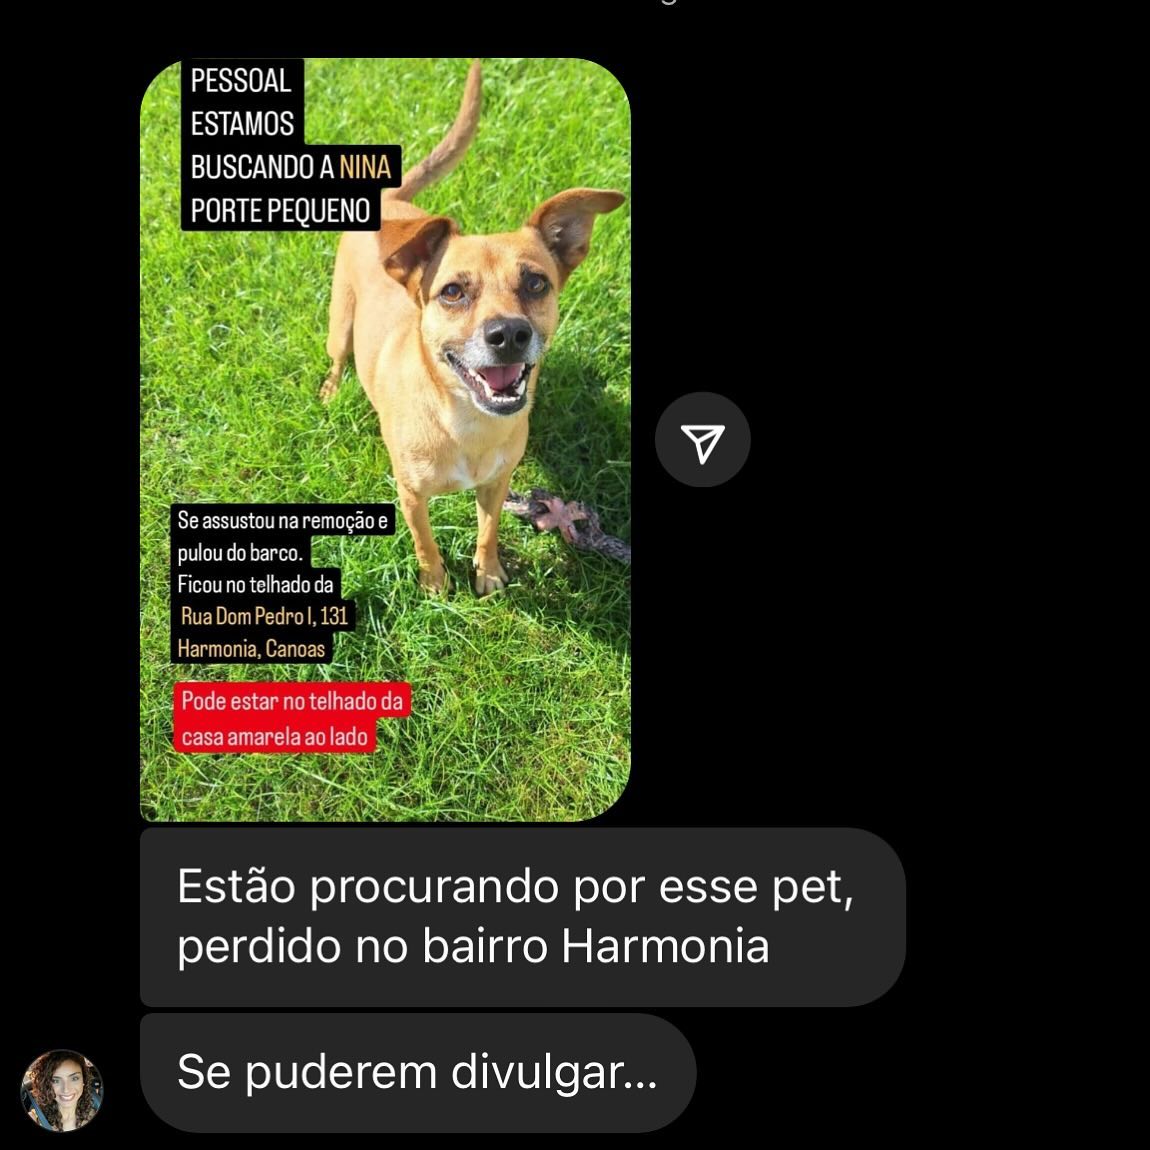 PESSOAL
ESTAMOS
BUSCANDO A NINA
PORTE PEQUENO
Se assustou na remoção e
pulou do barco.
Ficou no telhado da
Rua Dom Pedro I, 131
Harmonia, Canoas
Pode estar no telhado da
casa amarela ao lado
Estão procurando por esse pet,
perdido no bairro Harmonia
Se puderem divulgar...